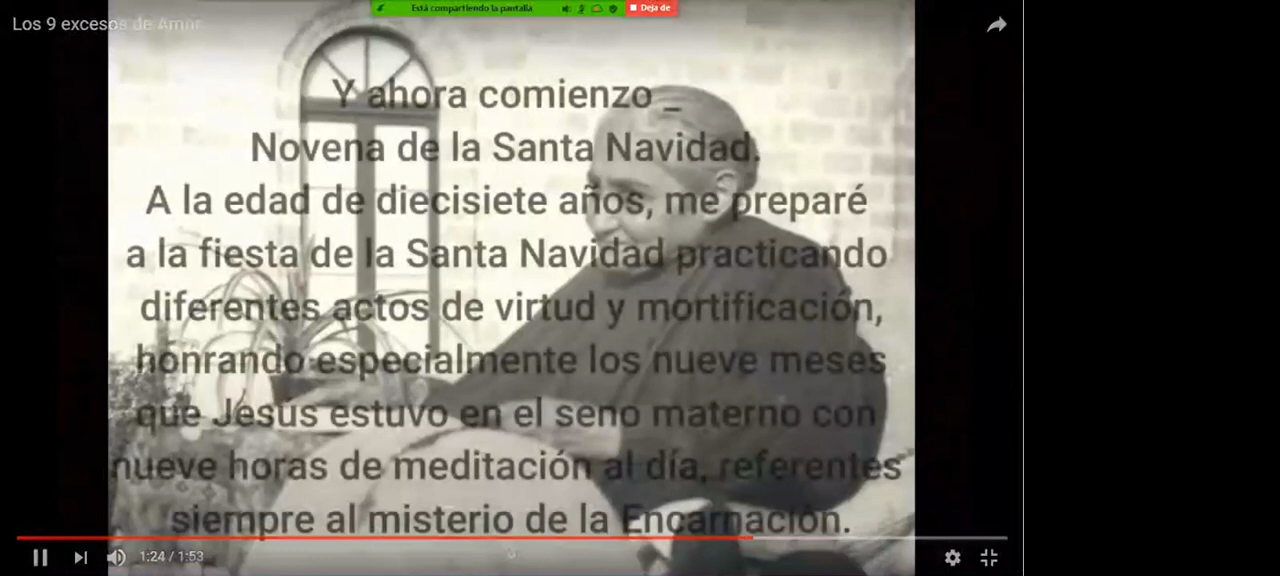 Está compartiendo la pantalla
Deja de
Los 9 excesos de Amor
Y ahora comienzo _
Novena de la Santa Navidad.
A la edad de diecisiete años, me preparé
a la fiesta de la Santa Navidad practicando
diferentes actos de virtud y mortificación,
honrando especialmente los nueve meses
que Jesús estuvo en el seno materno con
nueve horas de meditación al día, referentes
siempre al misterio de la Encarnación.
1:24 / 1:53